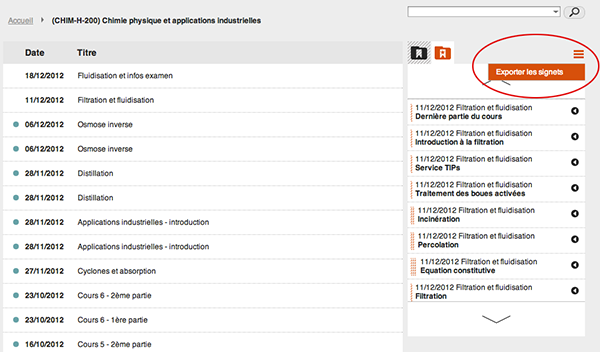 Accueil (CHIM-H-200) Chimie physique et applications industrielles
Date Titre
18/12/2012 Fluidisation et infos examen
11/12/2012 Filtration et fluidisation
06/12/2012 Osmose inverse
06/12/2012 Osmose inverse
28/11/2012 Distillation
28/11/2012 Distillation
28/11/2012 Applications industrielles - introduction
28/11/2012 Applications industrielles - introduction
27/11/2012 Cyclones et absorption
23/10/2012 Cours 6 - 2ème partie
23/10/2012 Cours 6 - 1ère partie
16/10/2012 Cours 5 - 2ème partie
Exporter les signets
11/12/2012 Filtration et fluidisation
Dernière partie du cours
11/12/2012 Filtration et fluidisation
Introduction à la filtration
11/12/2012 Filtration et fluidisation
Service TIPs
11/12/2012 Filtration et fluidisation
Traitement des boues activées
11/12/2012 Filtration et fluidisation
Incinération
11/12/2012 Filtration et fluidisation
Percolation
11/12/2012 Filtration et fluidisation
Equation constitutive
11/12/2012 Filtration et fluidisation
Filtration